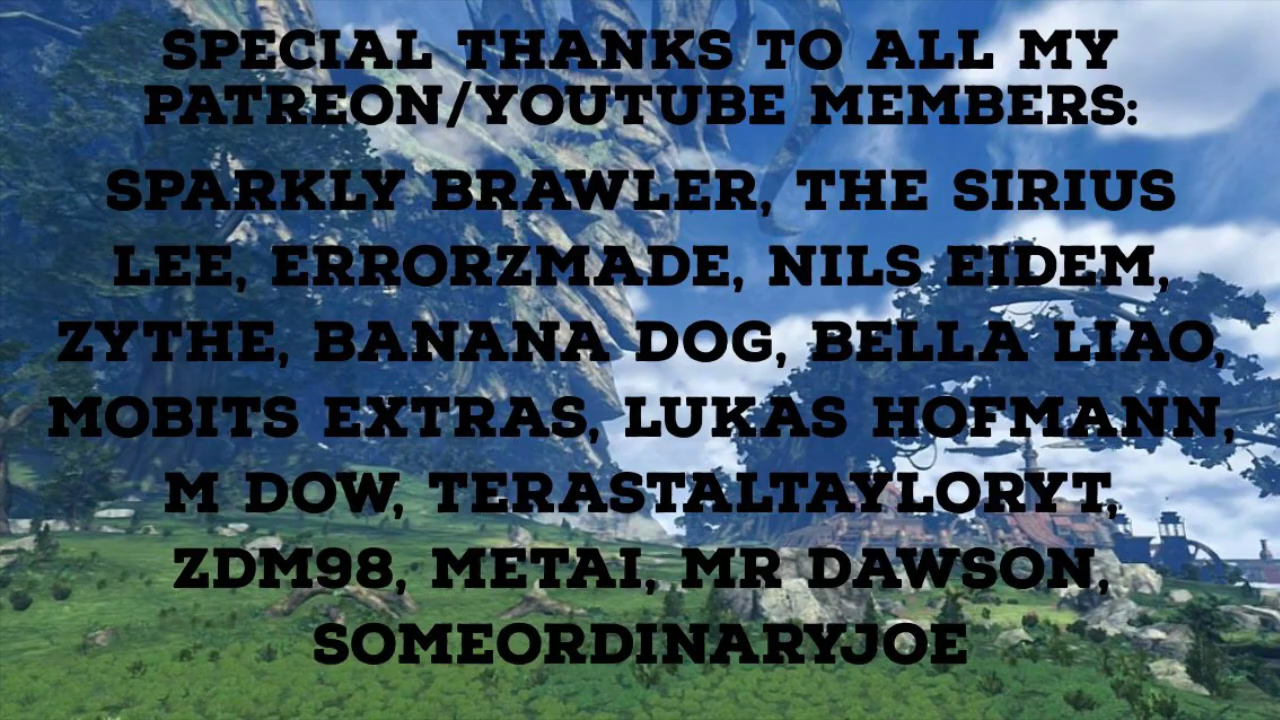 SPECIAL THANKS TO ALL MY
PATREON/YOUTUBE MEMBERS:
SPARKLY BRAWLER, THE SIRIUS
LEE, ERRORZMADE, NILS EIDEM,
ZYTHE, BANANA DOG, BELLA LIAO,
MOBITS EXTRAS, LUKAS HOFMANN,
M DOW, TERASTALTAYLORYT,
ZDM98, METAI, MR DAWSON,
SOMEORDINARYJOE